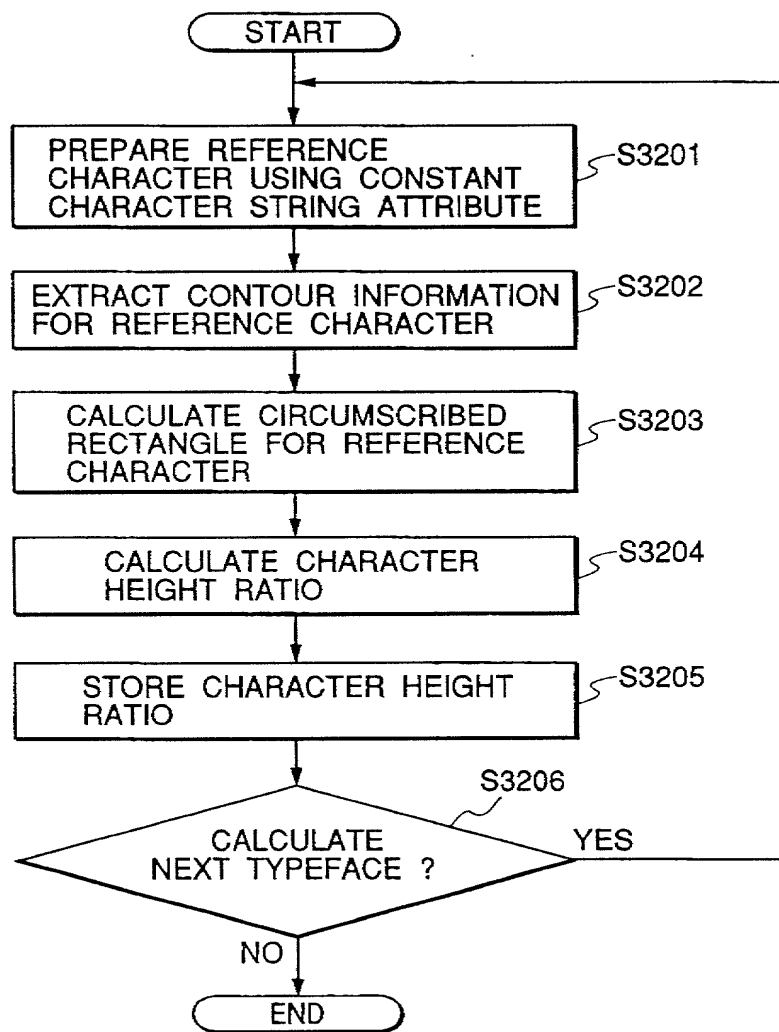 START
PREPARE REFERENCE
CHARACTER USING CONSTANT
CHARACTER STRING ATTRIBUTE
S3201
EXTRACT CONTOUR INFORMATION
FOR REFERENCE CHARACTER
S3202
CALCULATE CIRCUMSCRIBED
RECTANGLE FOR REFERENCE
CHARACTER
S3203
CALCULATE CHARACTER
HEIGHT RATIO
S3204
STORE CHARACTER HEIGHT
RATIO
S3205
S3206
CALCULATE
NEXT TYPEFACE ?
YES
NO
END